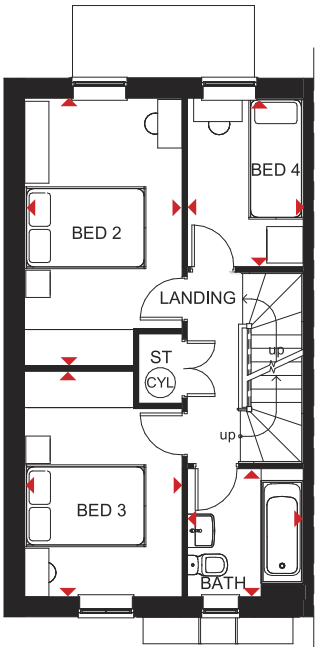 BED 4
BED 2
LANDING
ST
up
CYL
up
BED 3
BATH